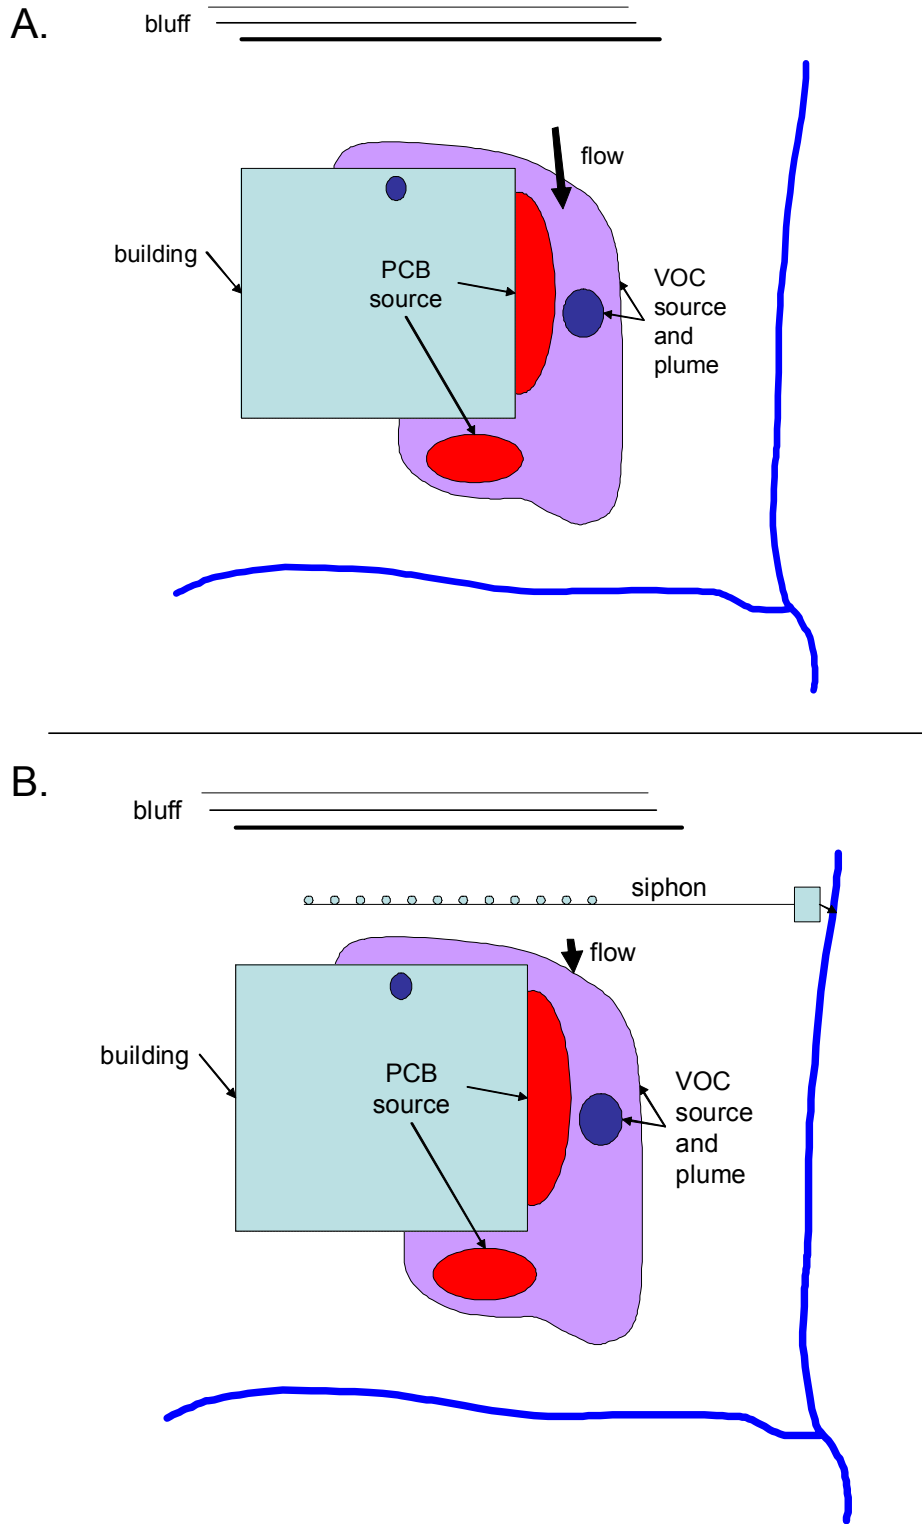 A.
bluff
flow
building
PCB
source
VOC
source
and
plume
B.
bluff
siphon
flow
building
PCB
source
VOC
source
and
plume